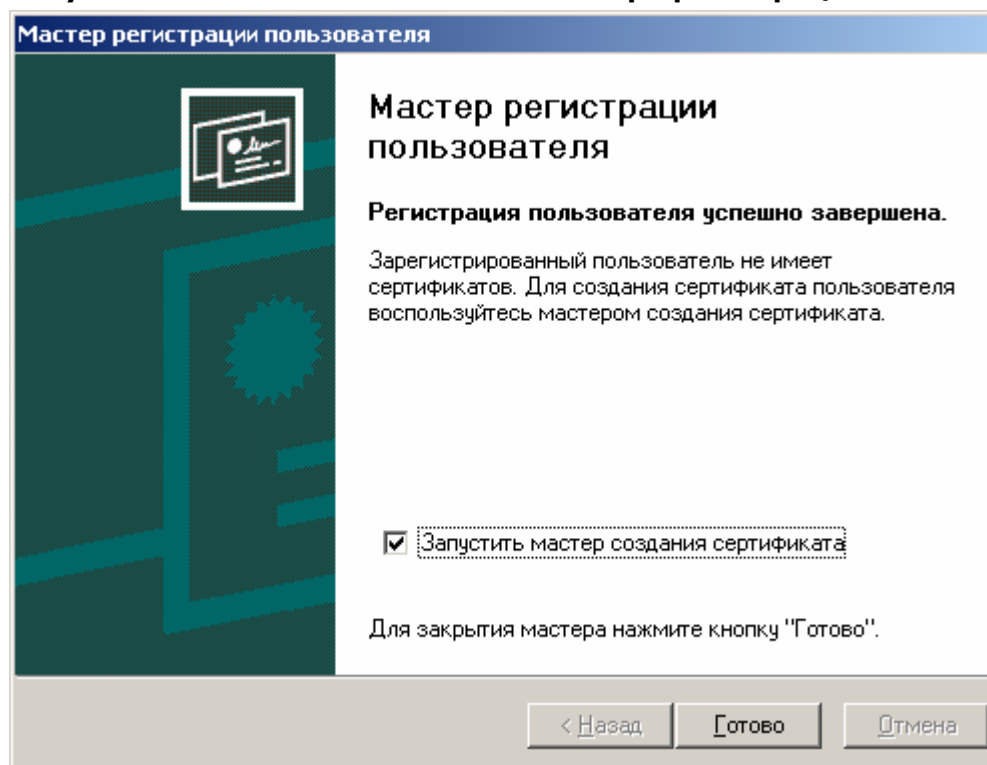 Мастер регистрации пользователя
Мастер регистрации
пользователя
Регистрация пользователя успешно завершена.
Зарегистрированный пользователь не имеет
сертификатов. Для создания сертификата пользователя
воспользуйтесь мастером создания сертификата.
Запустить мастер создания сертификата
Для закрытия мастера нажмите кнопку "Готово".
< Назад Готово Отмена